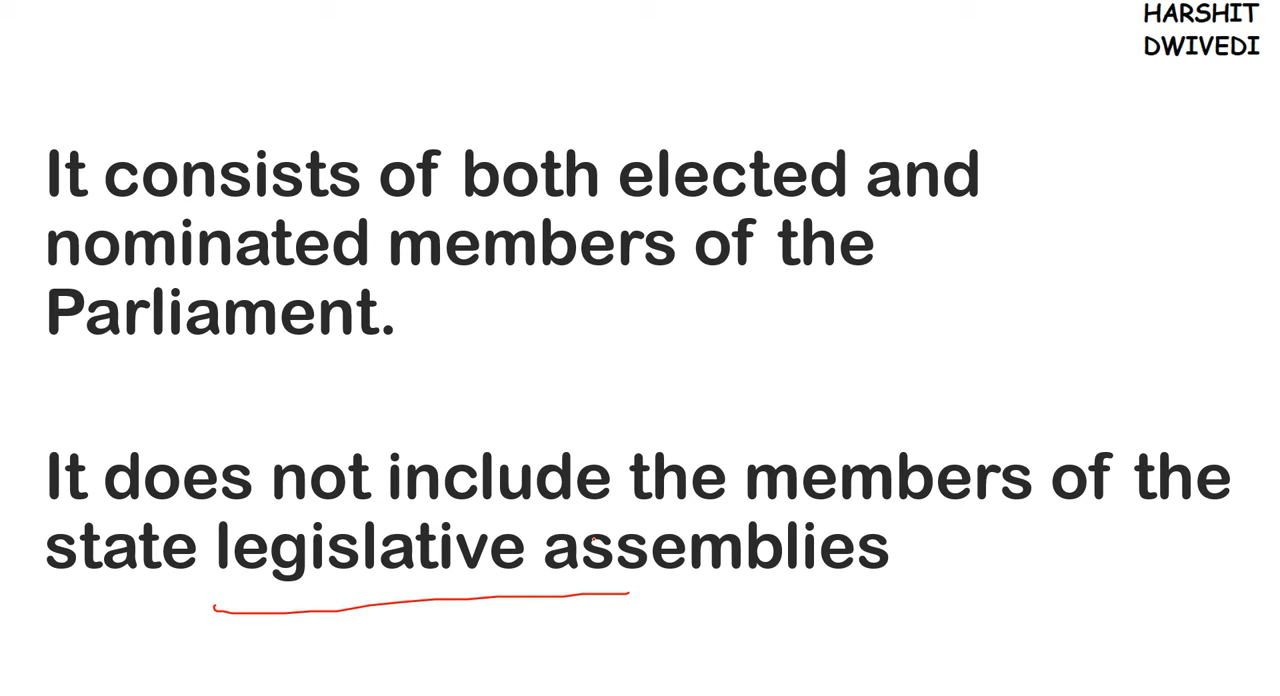 HARSHIT
DWIVEDI
It consists of both elected and
nominated members of the
Parliament.
It does not include the members of the
state legislative assemblies